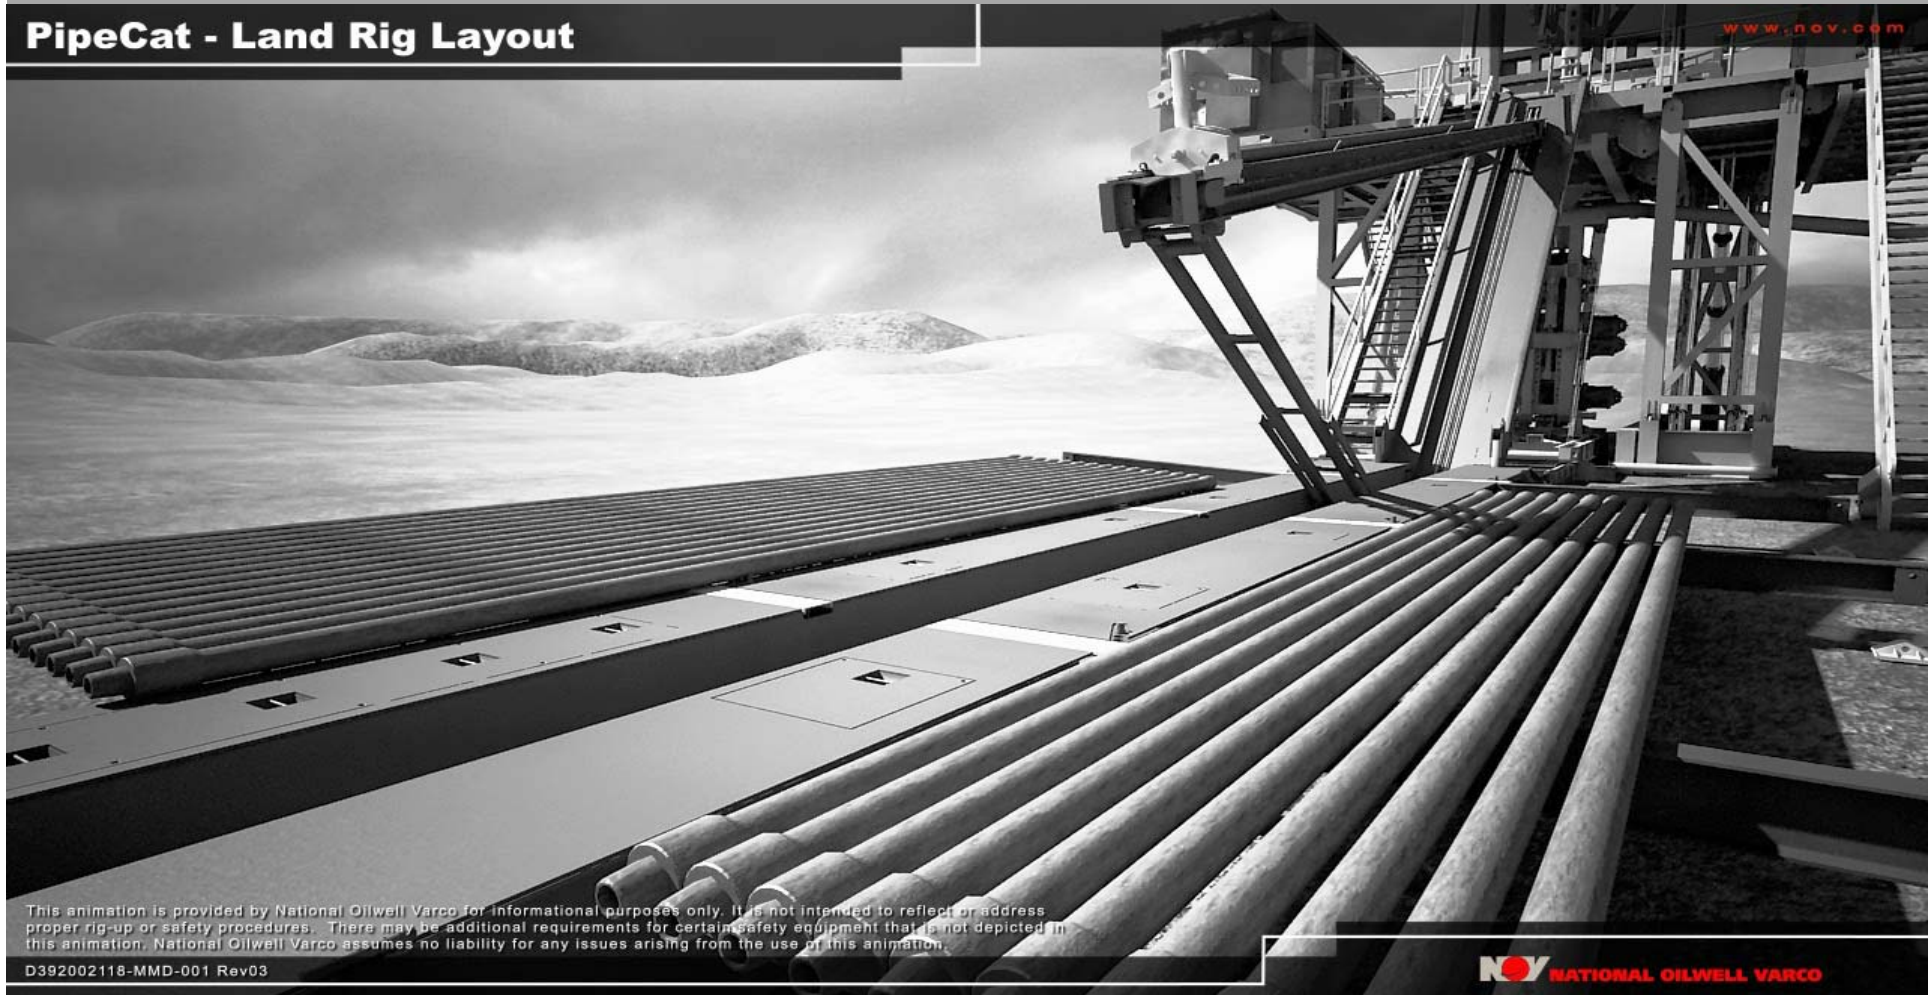 PipeCat - Land Rig Layout
www.nov.com
This animation is provided by National Oilwell Varco for informational purposes only. It is not intended to reflect or address
proper rig-up or safety procedures.  There may be additional requirements for certain safety equipment that is not depicted in
this animation. National Oilwell Varco assumes no liability for any issues arising from the use of this animation.
D392002118-MMD-001 Rev03
NOV NATIONAL OILWELL VARCO